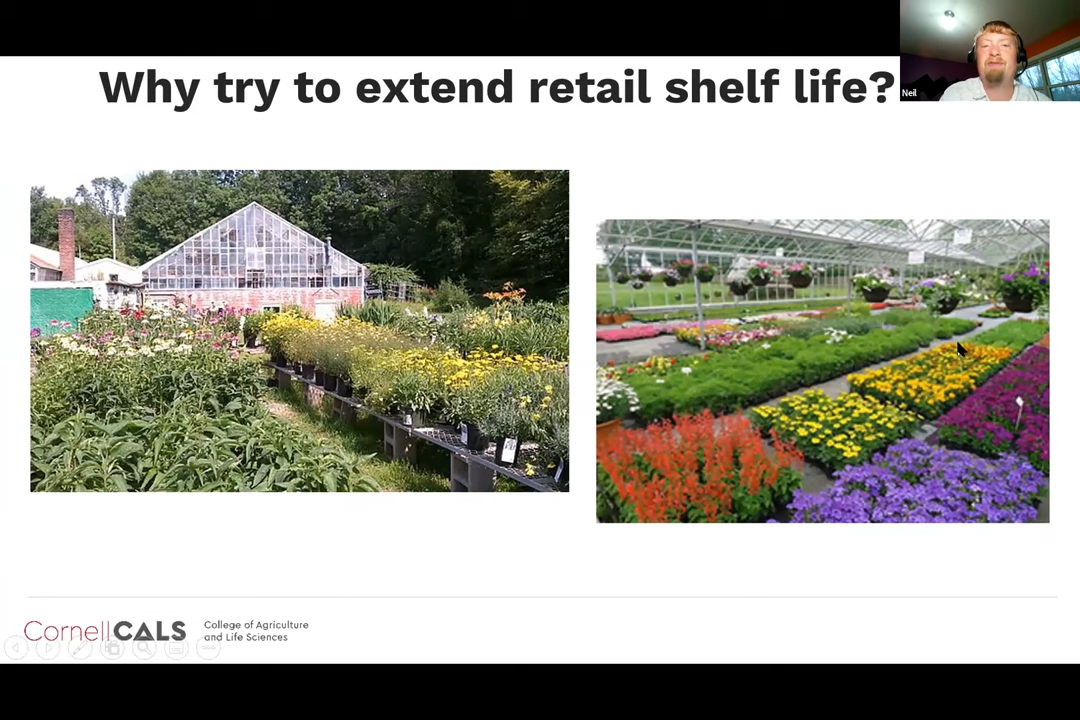 Why try to extend retail shelf life?
Neil
CornellCALS
College of Agriculture
and Life Sciences